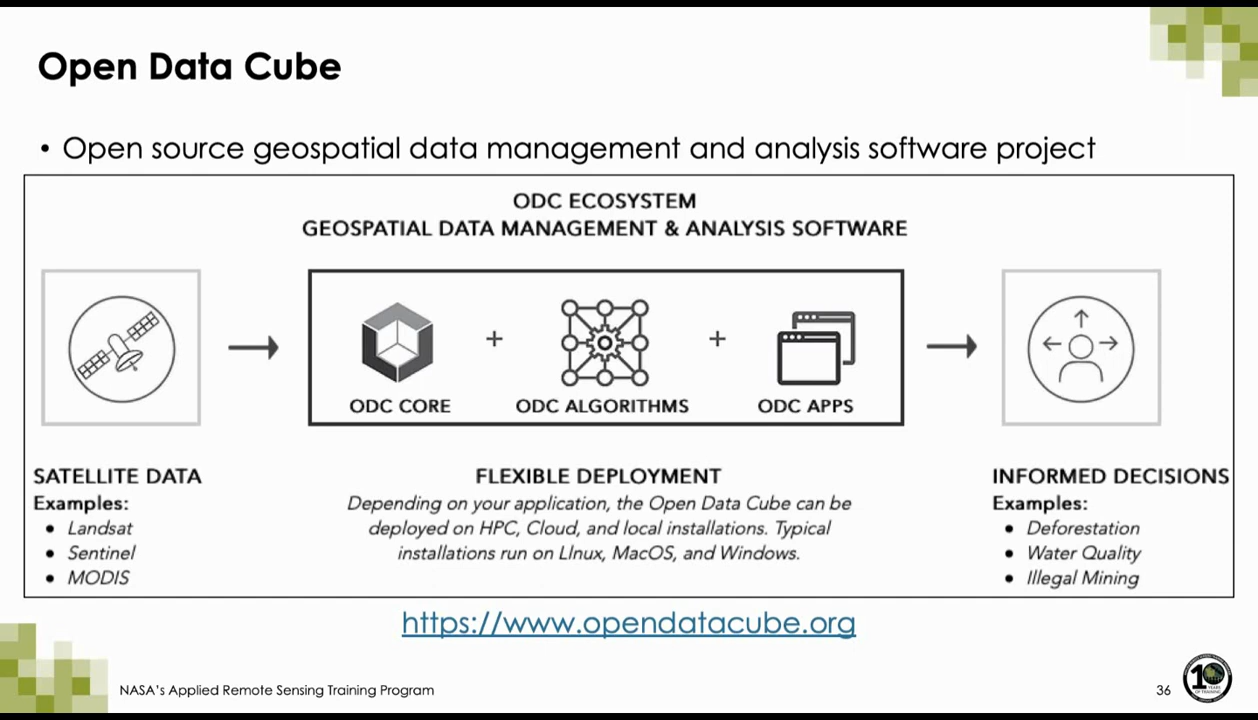 Open Data Cube
• Open source geospatial data management and analysis software project
ODC ECOSYSTEM
GEOSPATIAL DATA MANAGEMENT & ANALYSIS SOFTWARE
+
+
ODC CORE
ODC ALGORITHMS
ODC APPS
SATELLITE DATA
Examples:
• Landsat
• Sentinel
• MODIS
FLEXIBLE DEPLOYMENT
Depending on your application, the Open Data Cube can be
deployed on HPC, Cloud, and local installations. Typical
installations run on LInux, MacOS, and Windows.
INFORMED DECISIONS
Examples:
• Deforestation
• Water Quality
• Illegal Mining
https://www.opendatacube.org
NASA's Applied Remote Sensing Training Program
36
10
YEARS
OF TRAINING